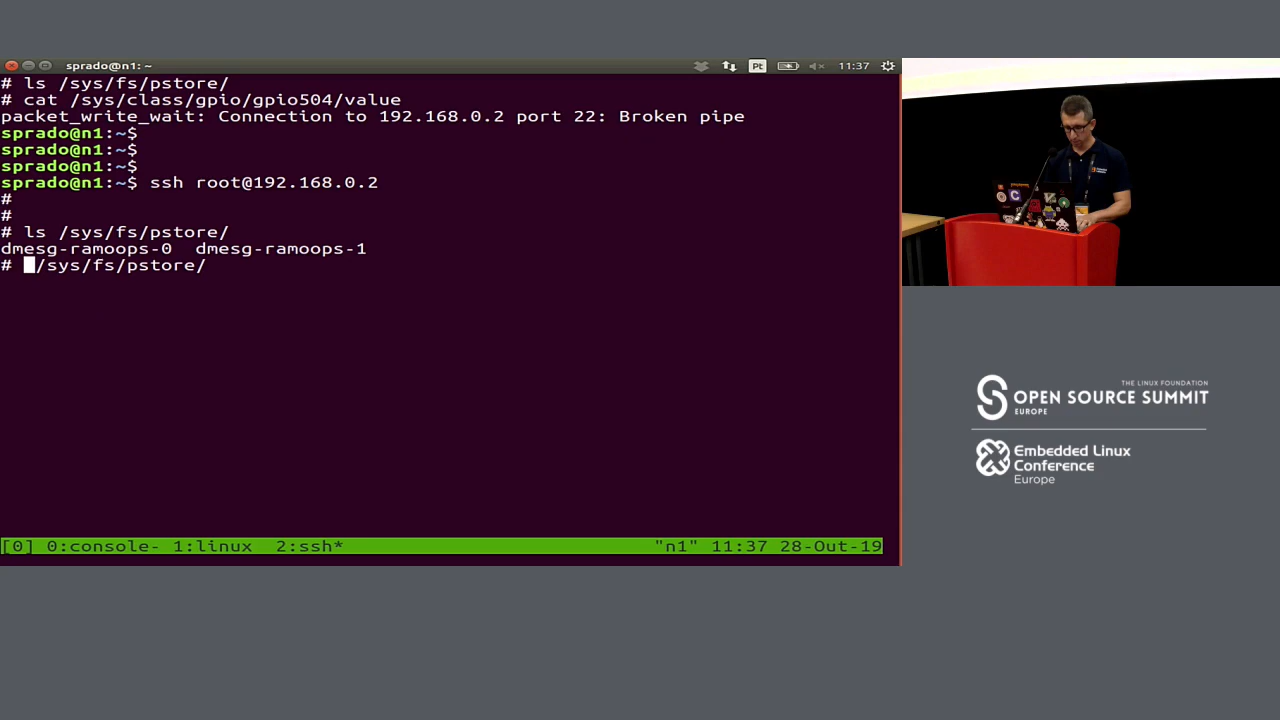 sprado@n1: ~
Pt
11:37
# ls /sys/fs/pstore/
# cat /sys/class/gpio/gpio504/value
packet_write_wait: Connection to 192.168.0.2 port 22: Broken pipe
sprado@n1:~$
sprado@n1:~$
sprado@n1:~$
sprado@n1:~$ ssh root@192.168.0.2
#
#
# ls /sys/fs/pstore/
dmesg-ramoops-0  dmesg-ramoops-1
# /sys/fs/pstore/
[0] 0:console- 1:linux  2:ssh*  "n1" 11:37 28-Out-19
THE LINUX FOUNDATION
OPEN SOURCE SUMMIT
EUROPE
Embedded Linux
Conference
Europe